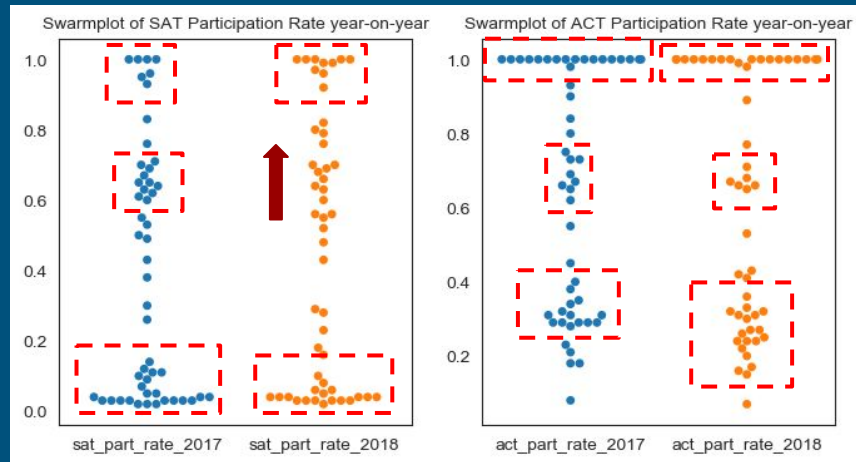 Swarmplot of SAT Participation Rate year-on-year
1.0
0.8
0.6
0.4
0.2
0.0
sat_part_rate_2017
sat_part_rate_2018
Swarmplot of ACT Participation Rate year-on-year
1.0
0.8
0.6
0.4
0.2
act_part_rate_2017
act_part_rate_2018